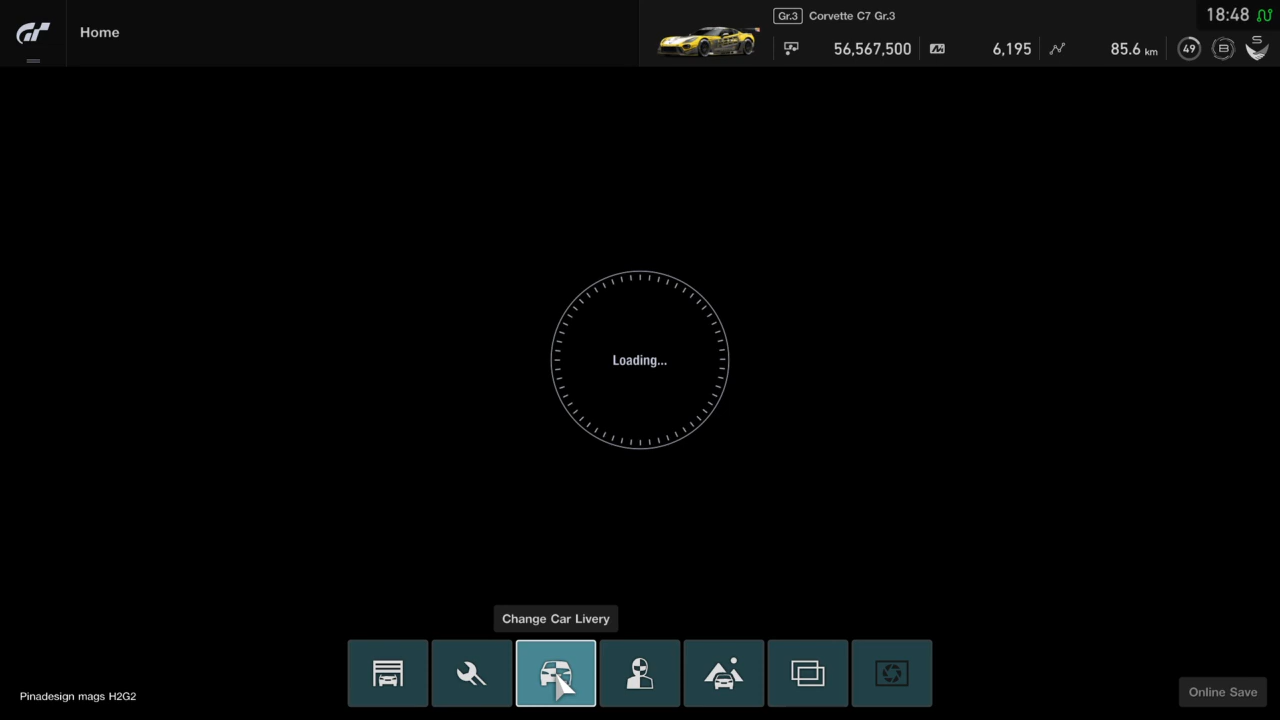 Home
Gr.3 Corvette C7 Gr.3
18:48
56,567,500
6,195
85.6 km
49
B
S
Loading...
Change Car Livery
Pinadesign mags H2G2
Online Save